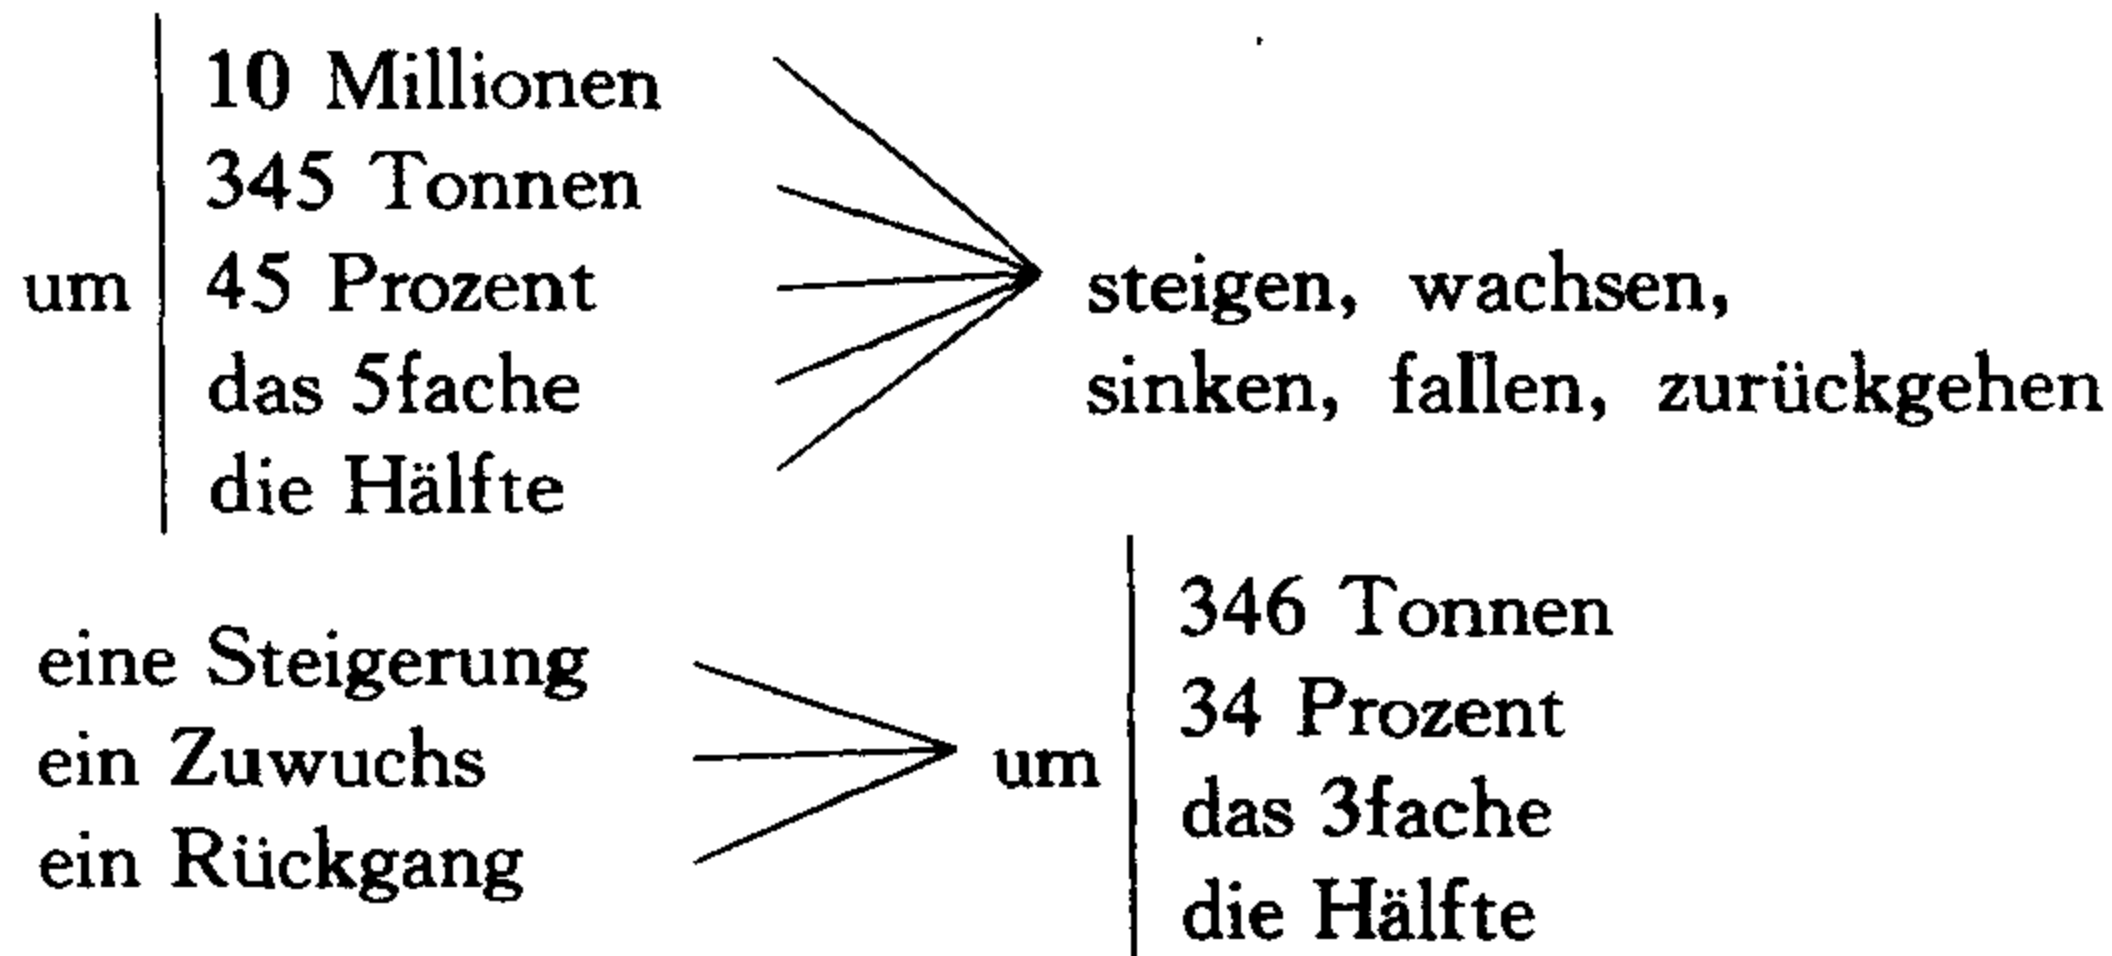 10 Millionen
345 Tonnen
um 45 Prozent steigen, wachsen,
das 5fache sinken, fallen, zurückgehen
die Hälfte
346 Tonnen
eine Steigerung
34 Prozent
ein Zuwuchs um
das 3fache
ein Rückgang
die Hälfte